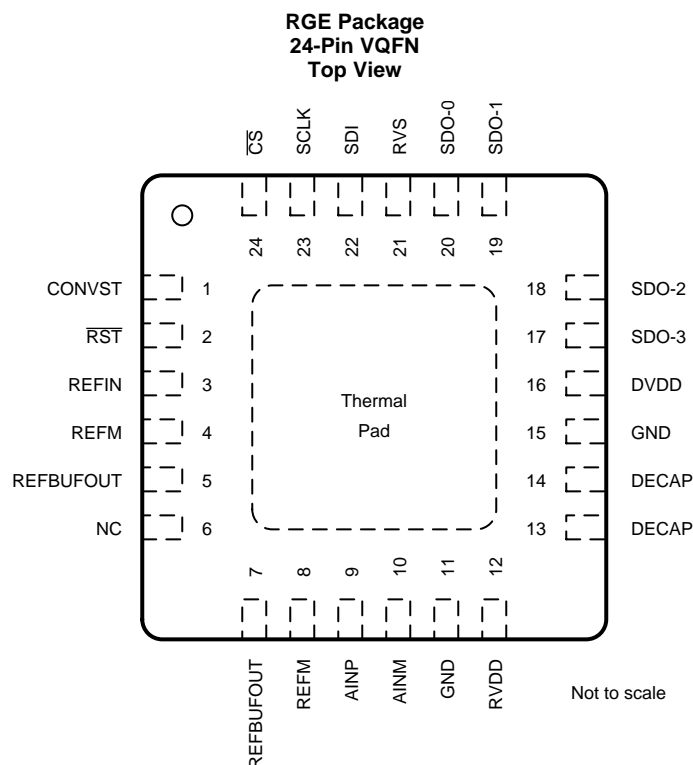 RGE Package
24-Pin VQFN
Top View
C̅S̅
SCLK
SDI
RVS
SDO-0
SDO-1
24
23
22
21
20
19
CONVST 1
R̅S̅T̅ 2
REFIN 3
REFM 4
REFBUFOUT 5
NC 6
18 SDO-2
17 SDO-3
16 DVDD
15 GND
14 DECAP
13 DECAP
Thermal
Pad
7
8
9
10
11
12
REFBUFOUT
REFM
AINP
AINM
GND
RVDD
Not to scale